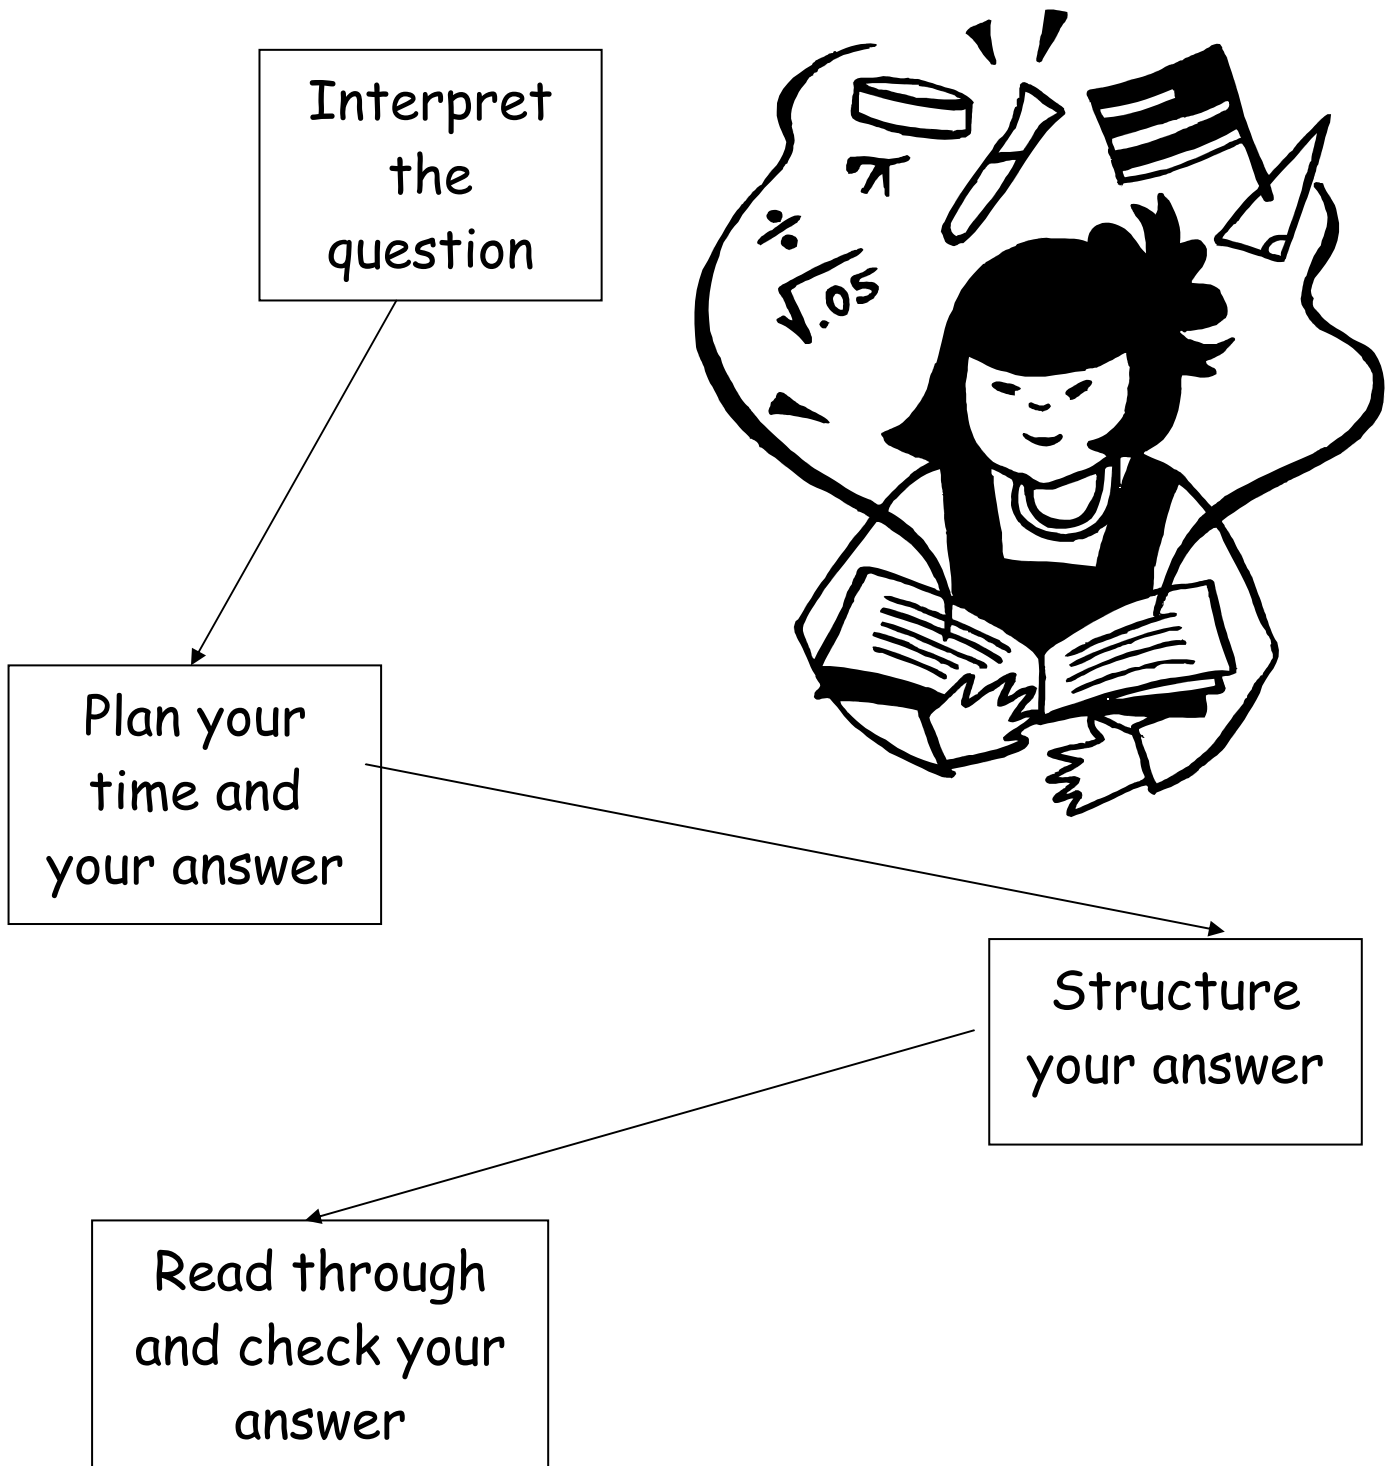 Interpret
the
question
π
÷
√.05
Plan your
time and
your answer
Structure
your answer
Read through
and check your
answer